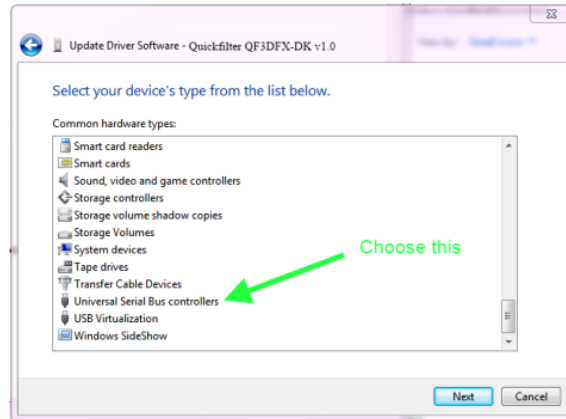 Update Driver Software - Quickfilter QF3DFX-DK v1.0
Select your device's type from the list below.
Common hardware types:
Smart card readers
Smart cards
Sound, video and game controllers
Storage controllers
Storage volume shadow copies
Storage Volumes
System devices
Choose this
Tape drives
Transfer Cable Devices
Universal Serial Bus controllers
USB Virtualization
Windows SideShow
Next
Cancel